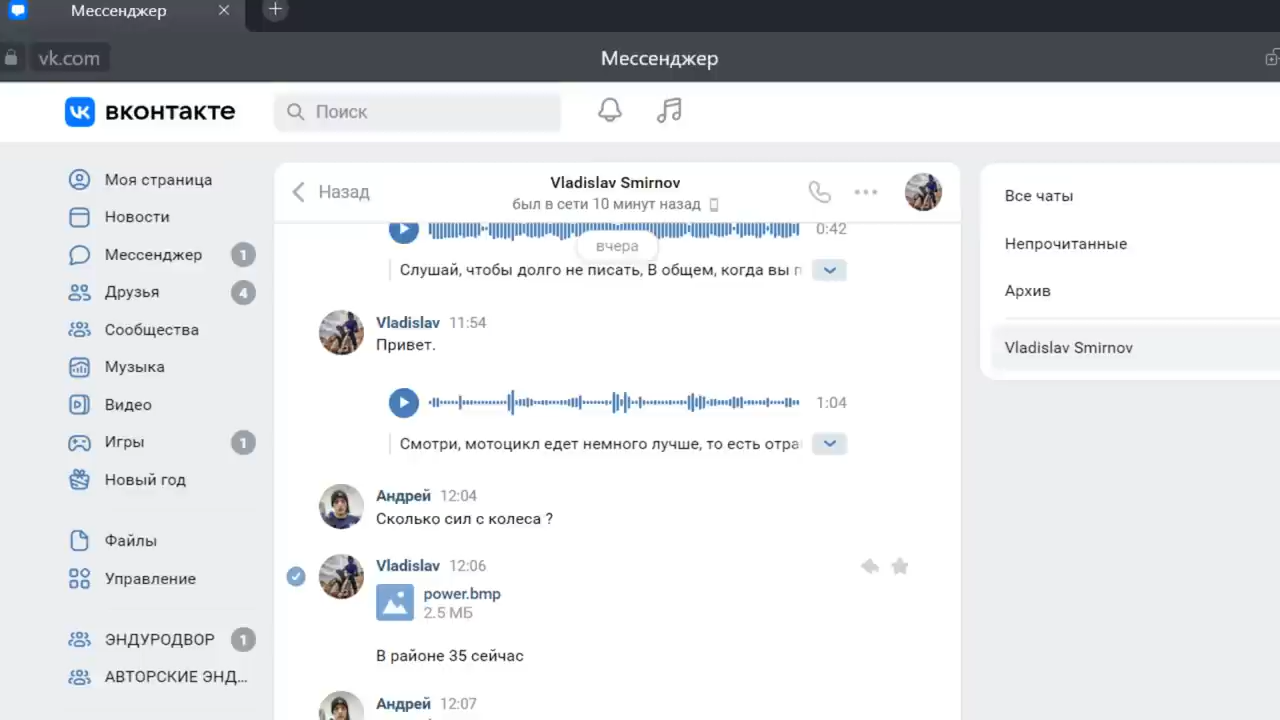 Мессенджер
vk.com
Мессенджер
вконтакте
Поиск
Моя страница
Новости
Мессенджер 1
Друзья 4
Сообщества
Музыка
Видео
Игры 1
Новый год
Файлы
Управление
ЭНДУРОДВОР 1
АВТОРСКИЕ ЭНД...
Назад
Vladislav Smirnov
был в сети 10 минут назад
0:42
вчера
Слушай, чтобы долго не писать, В общем, когда вы
Vladislav 11:54
Привет.
1:04
Смотри, мотоцикл едет немного лучше, то есть отра
Андрей 12:04
Сколько сил с колеса ?
Vladislav 12:06
power.bmp
2.5 МБ
В районе 35 сейчас
Андрей 12:07
Все чаты
Непрочитанные
Архив
Vladislav Smirnov